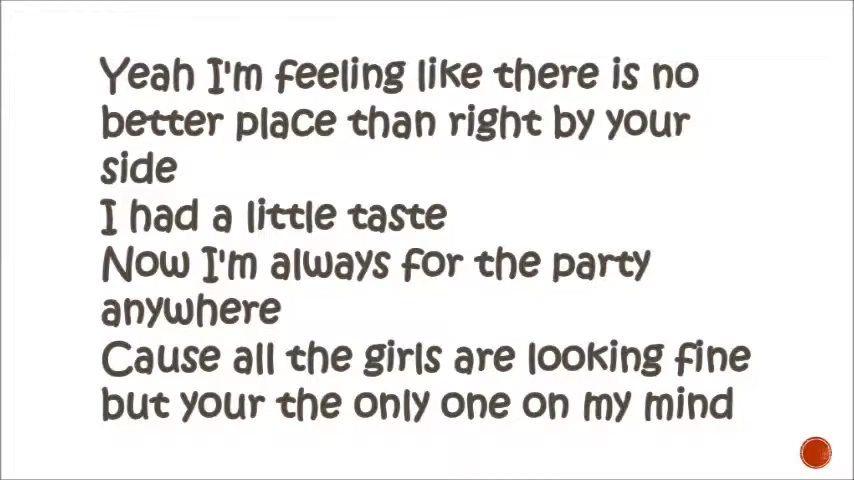 Yeah I'm feeling like there is no
better place than right by your
side
I had a little taste
Now I'm always for the party
anywhere
Cause all the girls are looking fine
but your the only one on my mind